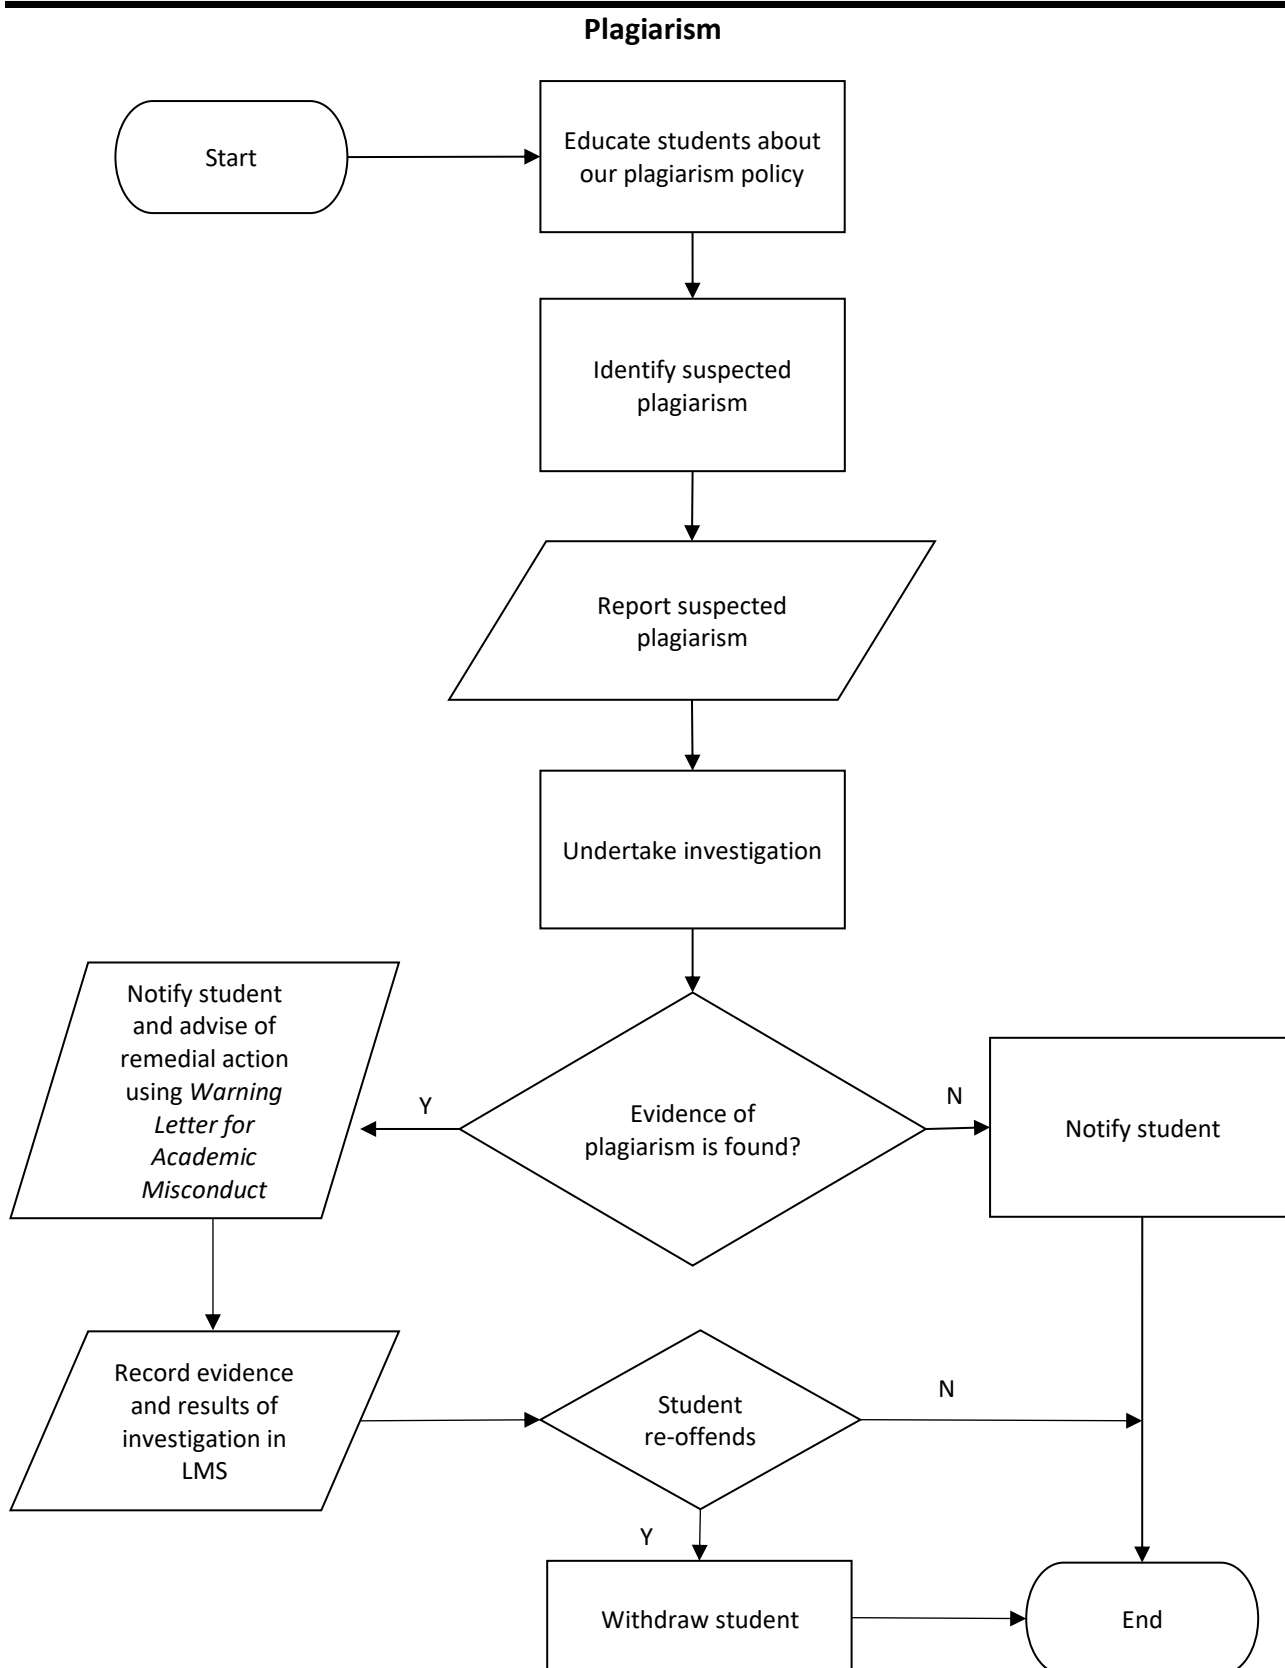 Plagiarism
Start
Educate students about
our plagiarism policy
Identify suspected
plagiarism
Report suspected
plagiarism
Undertake investigation
Notify student
and advise of
remedial action
using Warning
Letter for
Academic
Misconduct
Y
Evidence of
plagiarism is found?
N
Notify student
Record evidence
and results of
investigation in
LMS
Student
re-offends
N
Y
Withdraw student
End